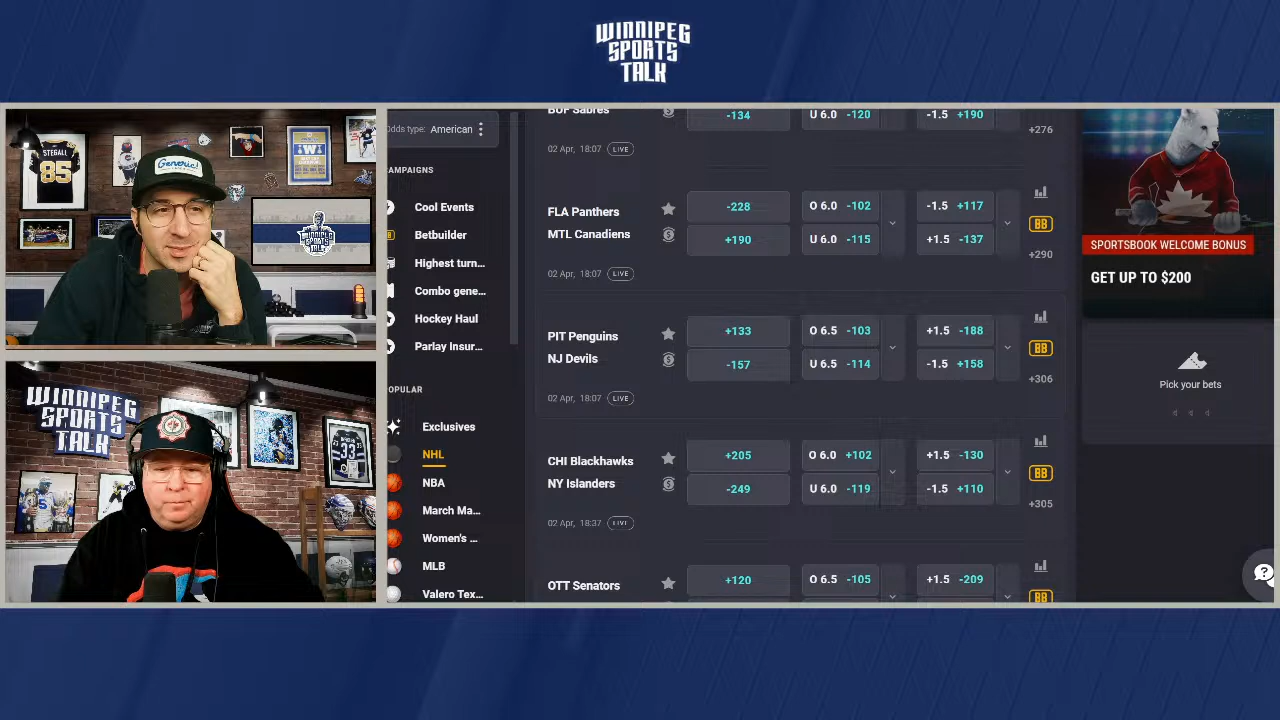 WINNIPEG
SPORTS
TALK
STEGALL
85
W
Generic!
WINNIPEG
SPORTS
TALK
33
Odds type: American
CAMPAIGNS
Cool Events
Betbuilder
Highest turn...
Combo gene...
Hockey Haul
Parlay Insur...
POPULAR
Exclusives
NHL
NBA
March Ma...
Women's ...
MLB
Valero Tex...
BUF Sabres
-134
U 6.0 -120
-1.5 +190
+276
02 Apr, 18:07 LIVE
FLA Panthers
-228
O 6.0 -102
-1.5 +117
BB
MTL Canadiens
+190
U 6.0 -115
+1.5 -137
+290
02 Apr, 18:07 LIVE
PIT Penguins
+133
O 6.5 -103
+1.5 -188
BB
NJ Devils
-157
U 6.5 -114
-1.5 +158
+306
02 Apr, 18:07 LIVE
CHI Blackhawks
+205
O 6.0 +102
+1.5 -130
BB
NY Islanders
-249
U 6.0 -119
-1.5 +110
+305
02 Apr, 18:37 LIVE
OTT Senators
+120
O 6.5 -105
+1.5 -209
BB
SPORTSBOOK WELCOME BONUS
GET UP TO $200
Pick your bets